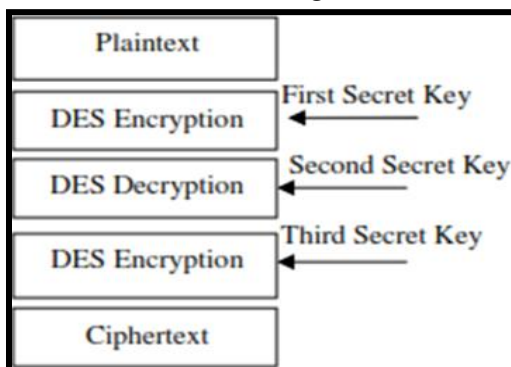 Plaintext
First Secret Key
DES Encryption
Second Secret Key
DES Decryption
Third Secret Key
DES Encryption
Ciphertext